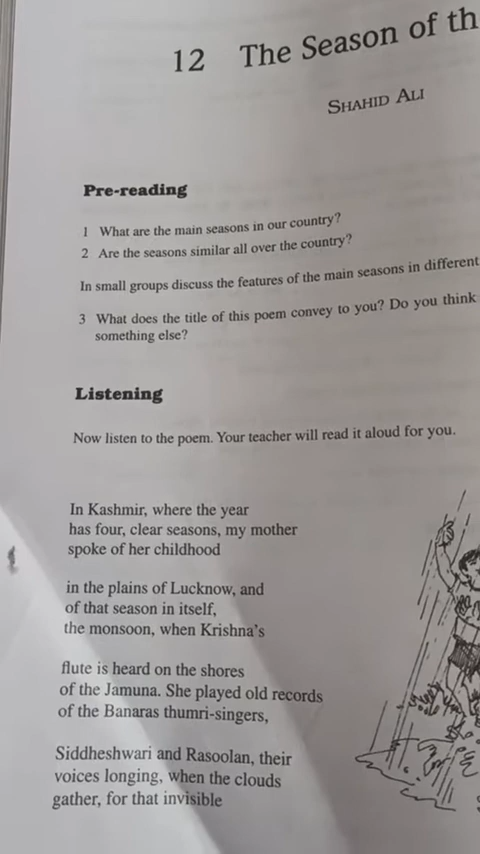 12 The Season of th
SHAHID ALI
Pre-reading
1 What are the main seasons in our country?
2 Are the seasons similar all over the country?
In small groups discuss the features of the main seasons in different
3 What does the title of this poem convey to you? Do you think
something else?
Listening
Now listen to the poem. Your teacher will read it aloud for you.
In Kashmir, where the year
has four, clear seasons, my mother
spoke of her childhood
in the plains of Lucknow, and
of that season in itself,
the monsoon, when Krishna's
flute is heard on the shores
of the Jamuna. She played old records
of the Banaras thumri-singers,
Siddheshwari and Rasoolan, their
voices longing, when the clouds
gather, for that invisible